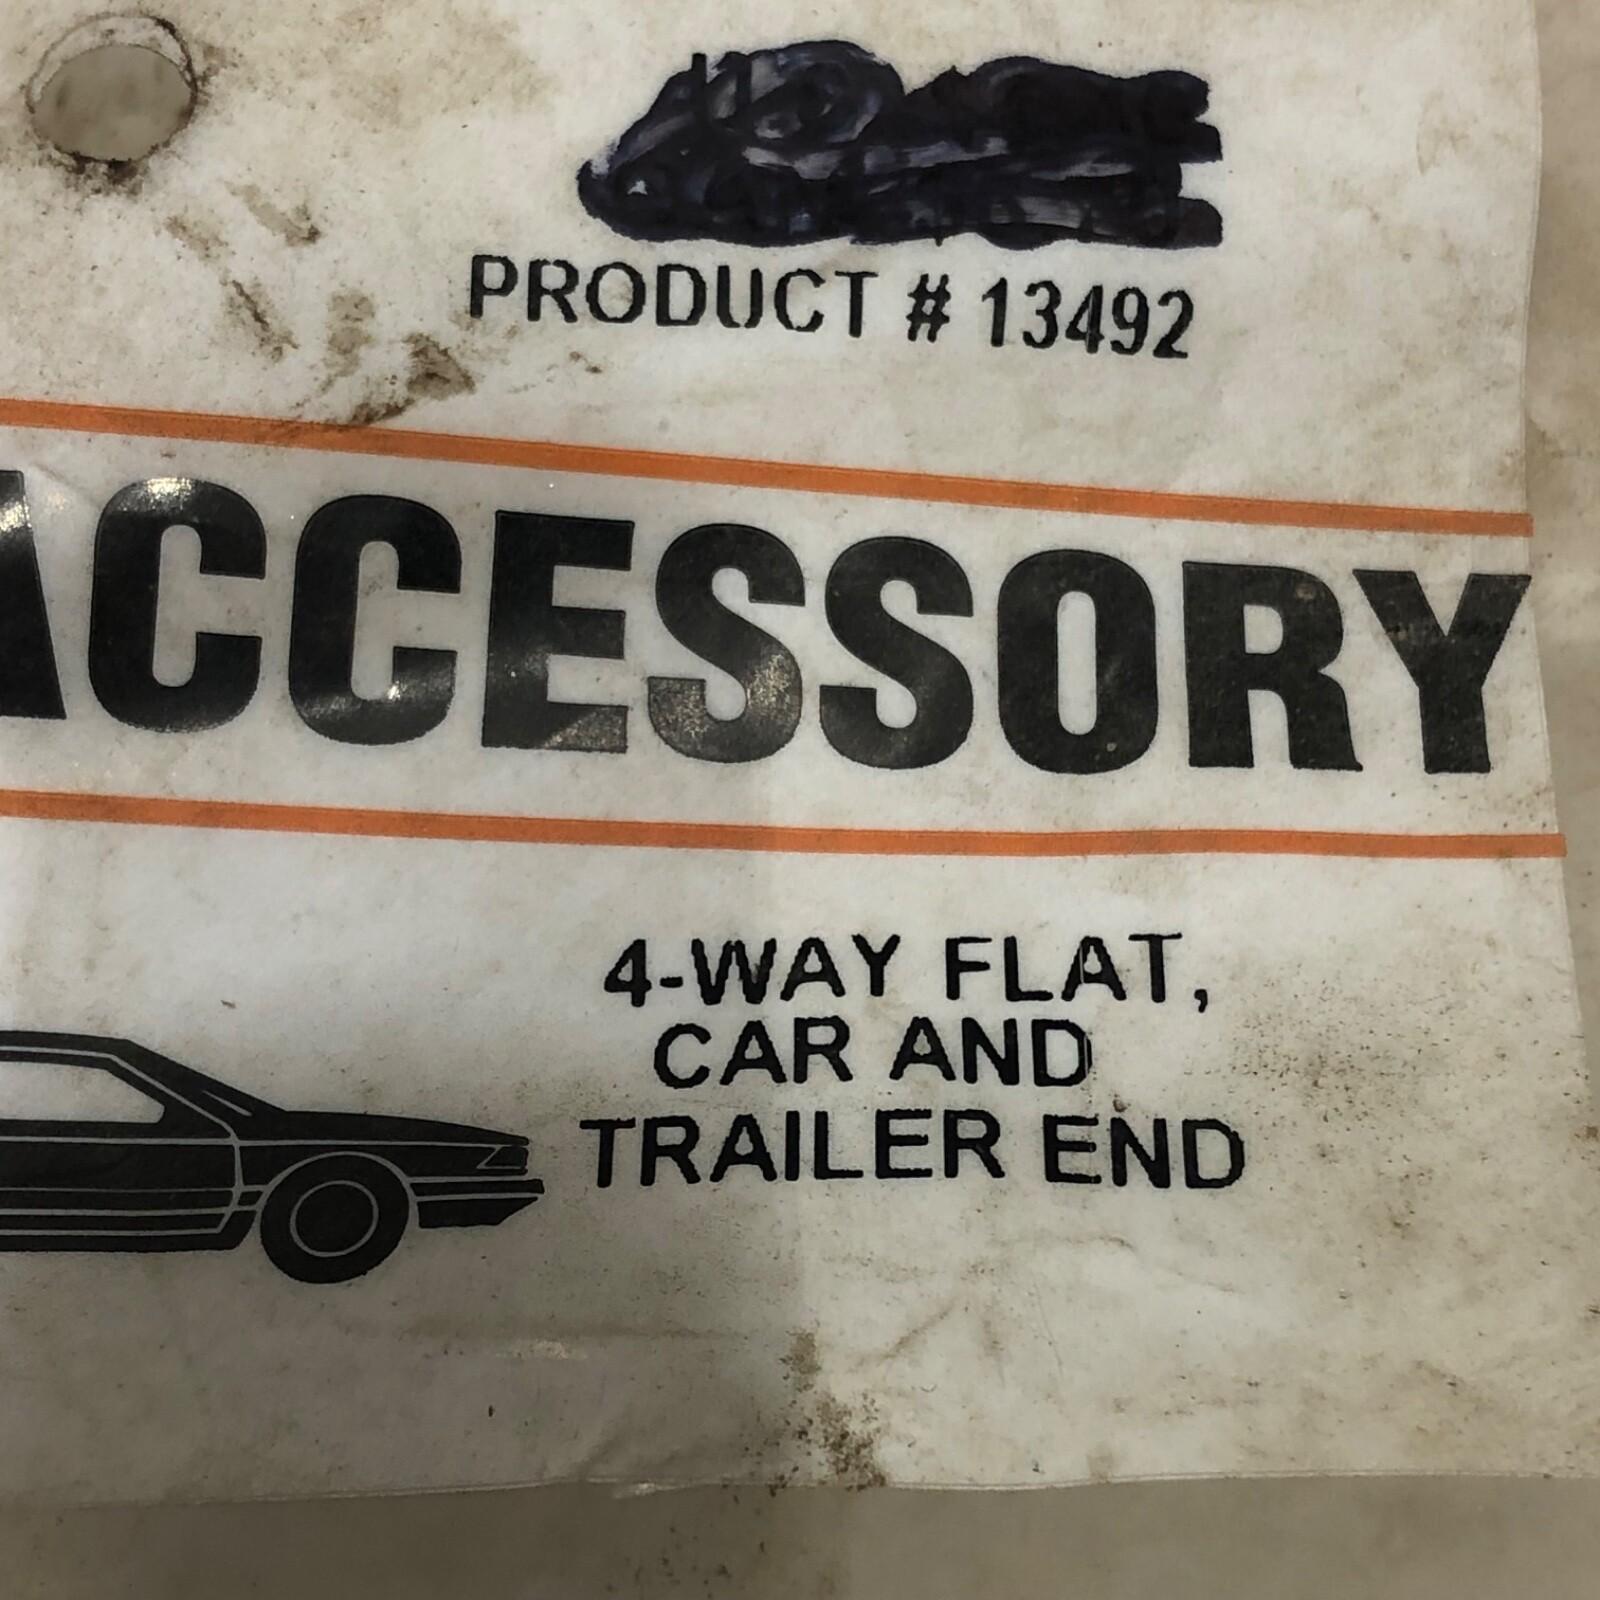 PRODUCT # 13492
ACCESSORY
4-WAY FLAT,
CAR AND
TRAILER END